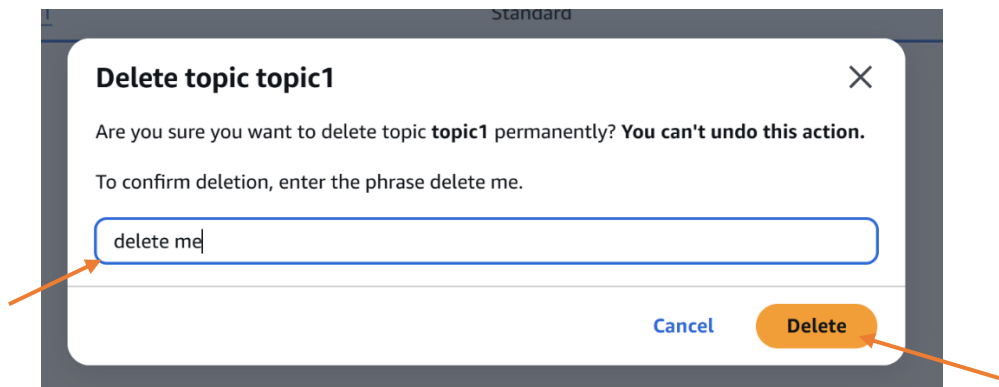 1
Standard
Delete topic topic1
Are you sure you want to delete topic topic1 permanently? You can't undo this action.
To confirm deletion, enter the phrase delete me.
delete me
Cancel Delete